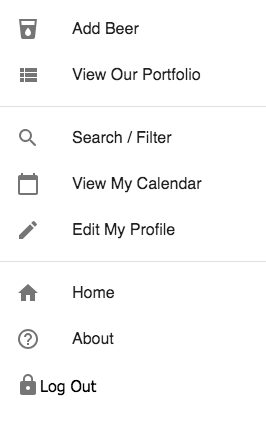 Add Beer
View Our Portfolio
Search / Filter
View My Calendar
Edit My Profile
Home
About
Log Out